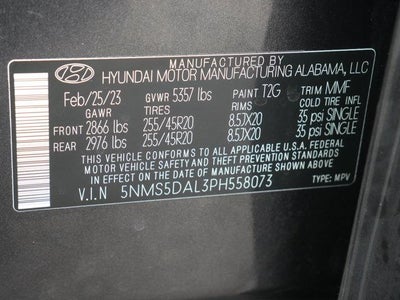 MANUFACTURED BY
HYUNDAI MOTOR MANUFACTURING ALABAMA, LLC
Feb/25/23 GVWR 5357 lbs PAINT T2G TRIM MMF
GAWR TIRES RIMS COLD TIRE INFL.
FRONT 2866 lbs 255/45R20 8.5JX20 35 psi SINGLE
REAR 2976 lbs 255/45R20 8.5JX20 35 psi SINGLE
THIS VEHICLE CONFORMS TO ALL APPLICABLE U.S.A. FEDERAL
MOTOR VEHICLE SAFETY, BUMPER, AND THEFT PREVENTION
STANDARDS IN EFFECT ON THE DATE OF MANUFACTURE SHOWN ABOVE.
V.I.N 5NMS5DAL3PH558073 TYPE: MPV